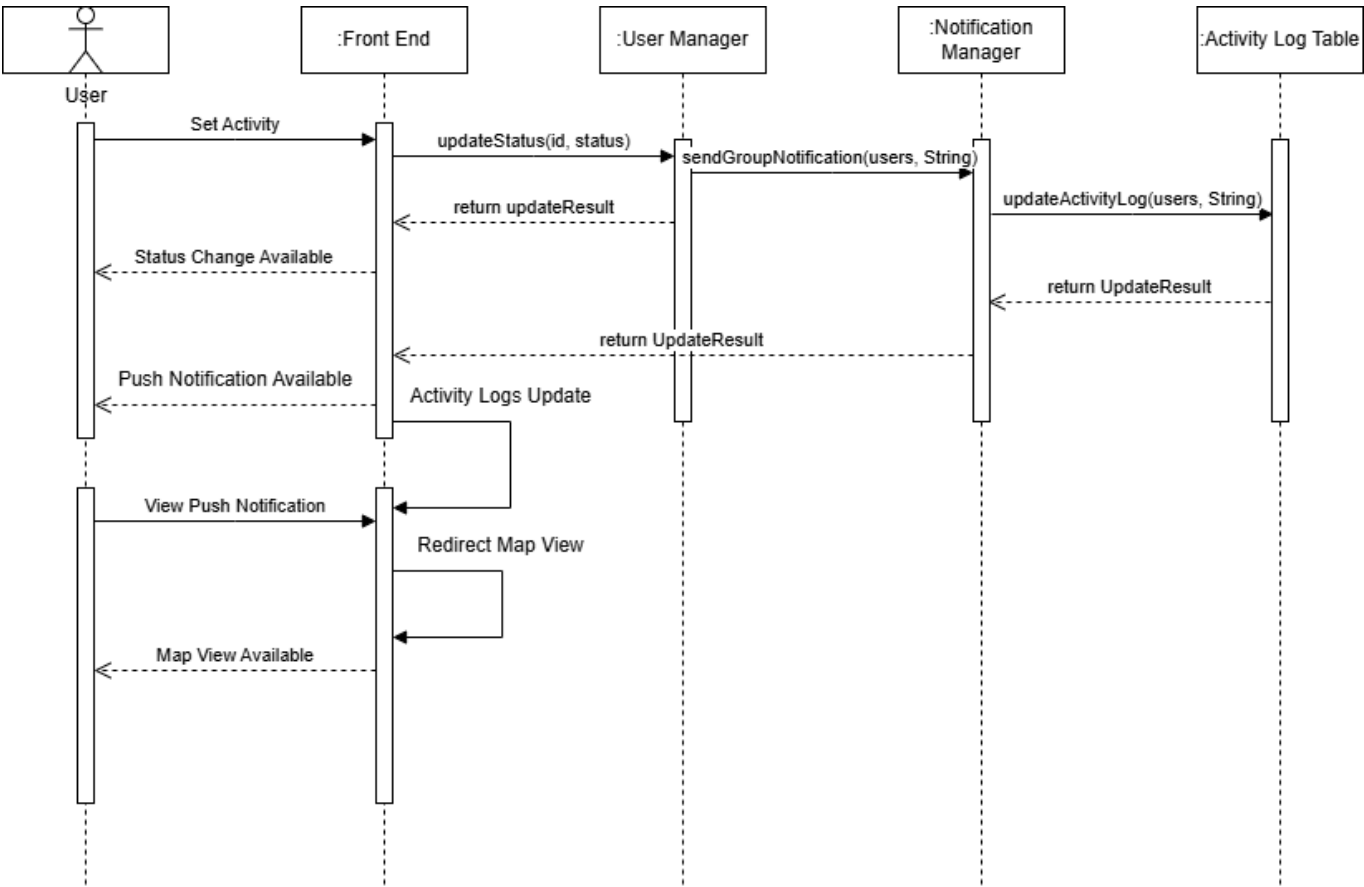 :Front End
:User Manager
:Notification
Manager
:Activity Log Table
User
Set Activity
updateStatus(id, status)
sendGroupNotification(users, String)
updateActivityLog(users, String)
return updateResult
Status Change Available
return UpdateResult
return UpdateResult
Push Notification Available
Activity Logs Update
View Push Notification
Redirect Map View
Map View Available